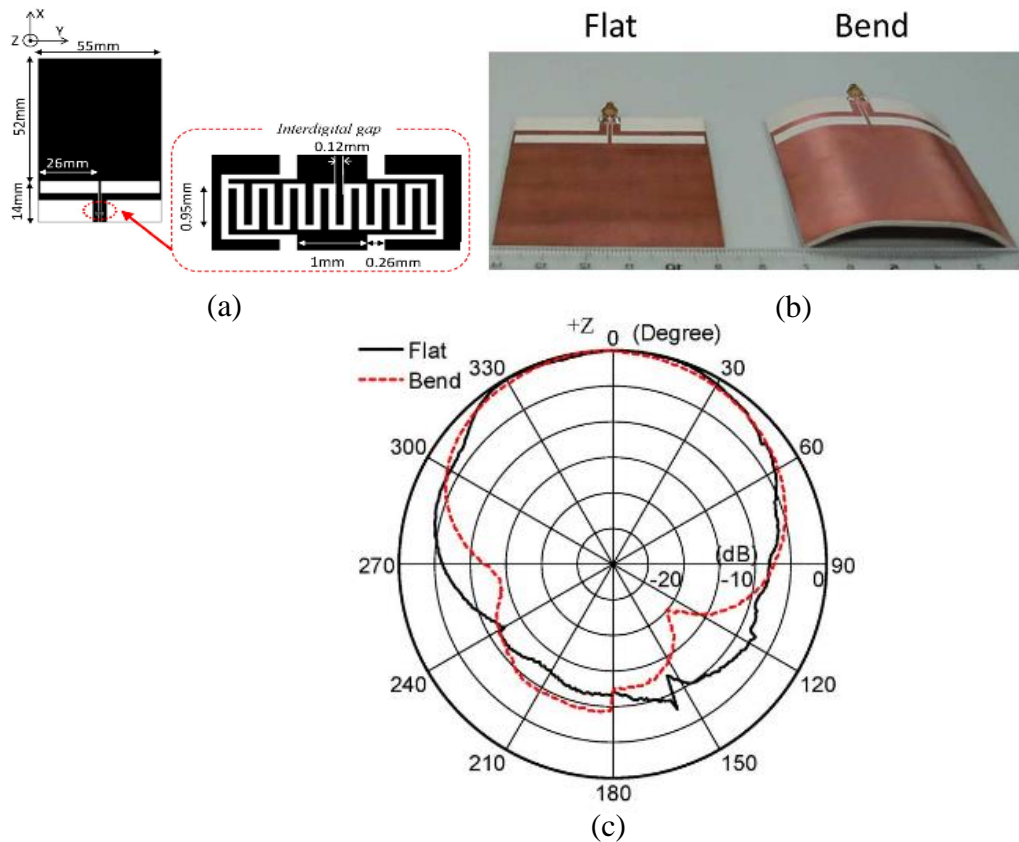 X
Z
Y
55mm
52mm
26mm
14mm
Interdigital gap
0.12mm
0.95mm
1mm
0.26mm
(a)
Flat
Bend
(b)
Flat
Bend
+Z
0
(Degree)
30
60
90
120
150
180
210
240
270
300
330
(dB)
-20
-10
0
(c)